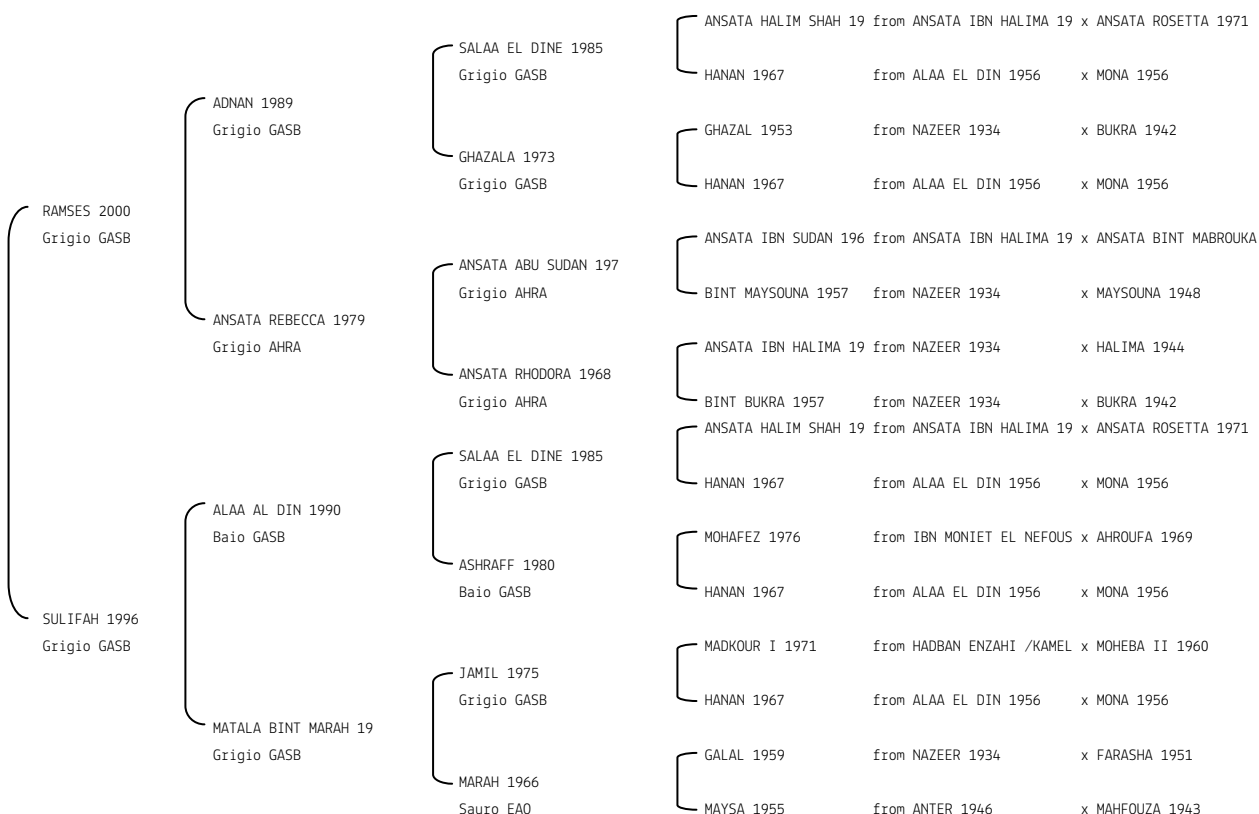 ANSATA HALIM SHAH 19 from ANSATA IBN HALIMA 19 x ANSATA ROSETTA 1971
SALAA EL DINE 1985
Grigio GASB
HANAN 1967 from ALAA EL DIN 1956 x MONA 1956
ADNAN 1989
Grigio GASB
GHAZAL 1953 from NAZEER 1934 x BUKRA 1942
GHAZALA 1973
Grigio GASB
HANAN 1967 from ALAA EL DIN 1956 x MONA 1956
RAMSES 2000
Grigio GASB
ANSATA IBN SUDAN 196 from ANSATA IBN HALIMA 19 x ANSATA BINT MABROUKA
ANSATA ABU SUDAN 197
Grigio AHRA
BINT MAYSOUNA 1957 from NAZEER 1934 x MAYSOUNA 1948
ANSATA REBECCA 1979
Grigio AHRA
ANSATA IBN HALIMA 19 from NAZEER 1934 x HALIMA 1944
ANSATA RHODORA 1968
Grigio AHRA
BINT BUKRA 1957 from NAZEER 1934 x BUKRA 1942
ANSATA HALIM SHAH 19 from ANSATA IBN HALIMA 19 x ANSATA ROSETTA 1971
SALAA EL DINE 1985
Grigio GASB
HANAN 1967 from ALAA EL DIN 1956 x MONA 1956
ALAA AL DIN 1990
Baio GASB
MOHAFEZ 1976 from IBN MONIET EL NEFOUS x AHROUFA 1969
ASHRAFF 1980
Baio GASB
HANAN 1967 from ALAA EL DIN 1956 x MONA 1956
SULIFAH 1996
Grigio GASB
MADKOUR I 1971 from HADBAN ENZAHI /KAMEL x MOHEBA II 1960
JAMIL 1975
Grigio GASB
HANAN 1967 from ALAA EL DIN 1956 x MONA 1956
MATALA BINT MARAH 19
Grigio GASB
GALAL 1959 from NAZEER 1934 x FARASHA 1951
MARAH 1966
Sauro EAO
MAYSA 1955 from ANTER 1946 x MAHFOUZA 1943